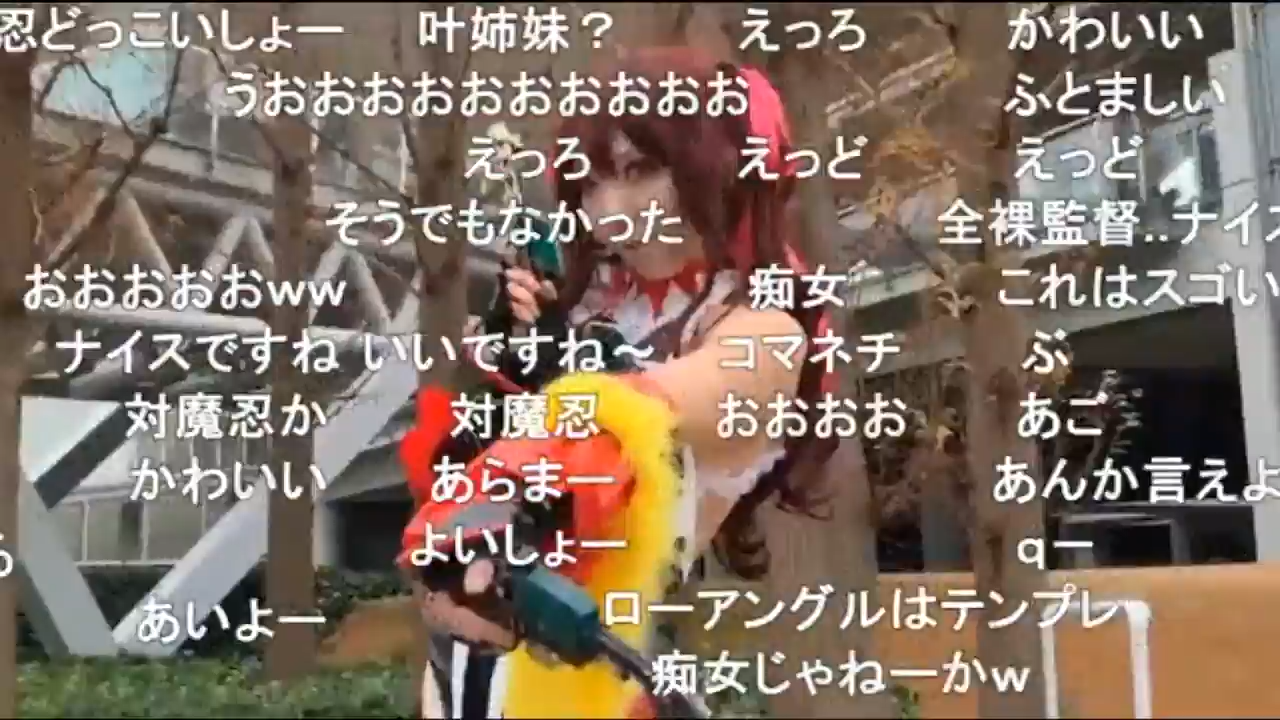 忍どっこいしょー 叶姉妹? えっろ かわいい
うおおおおおおおおおお ふとましい
えっろ えっど えっど
そうでもなかった 全裸監督..ナイス
おおおおおww 痴女 これはスゴい
ナイスですね いいですね～ コマネチ ぶ
対魔忍か 対魔忍 おおおお あご
かわいい あらまー あんか言えよ
よいしょー qー
ら あいよー ローアングルはテンプレ
痴女じゃねーかw